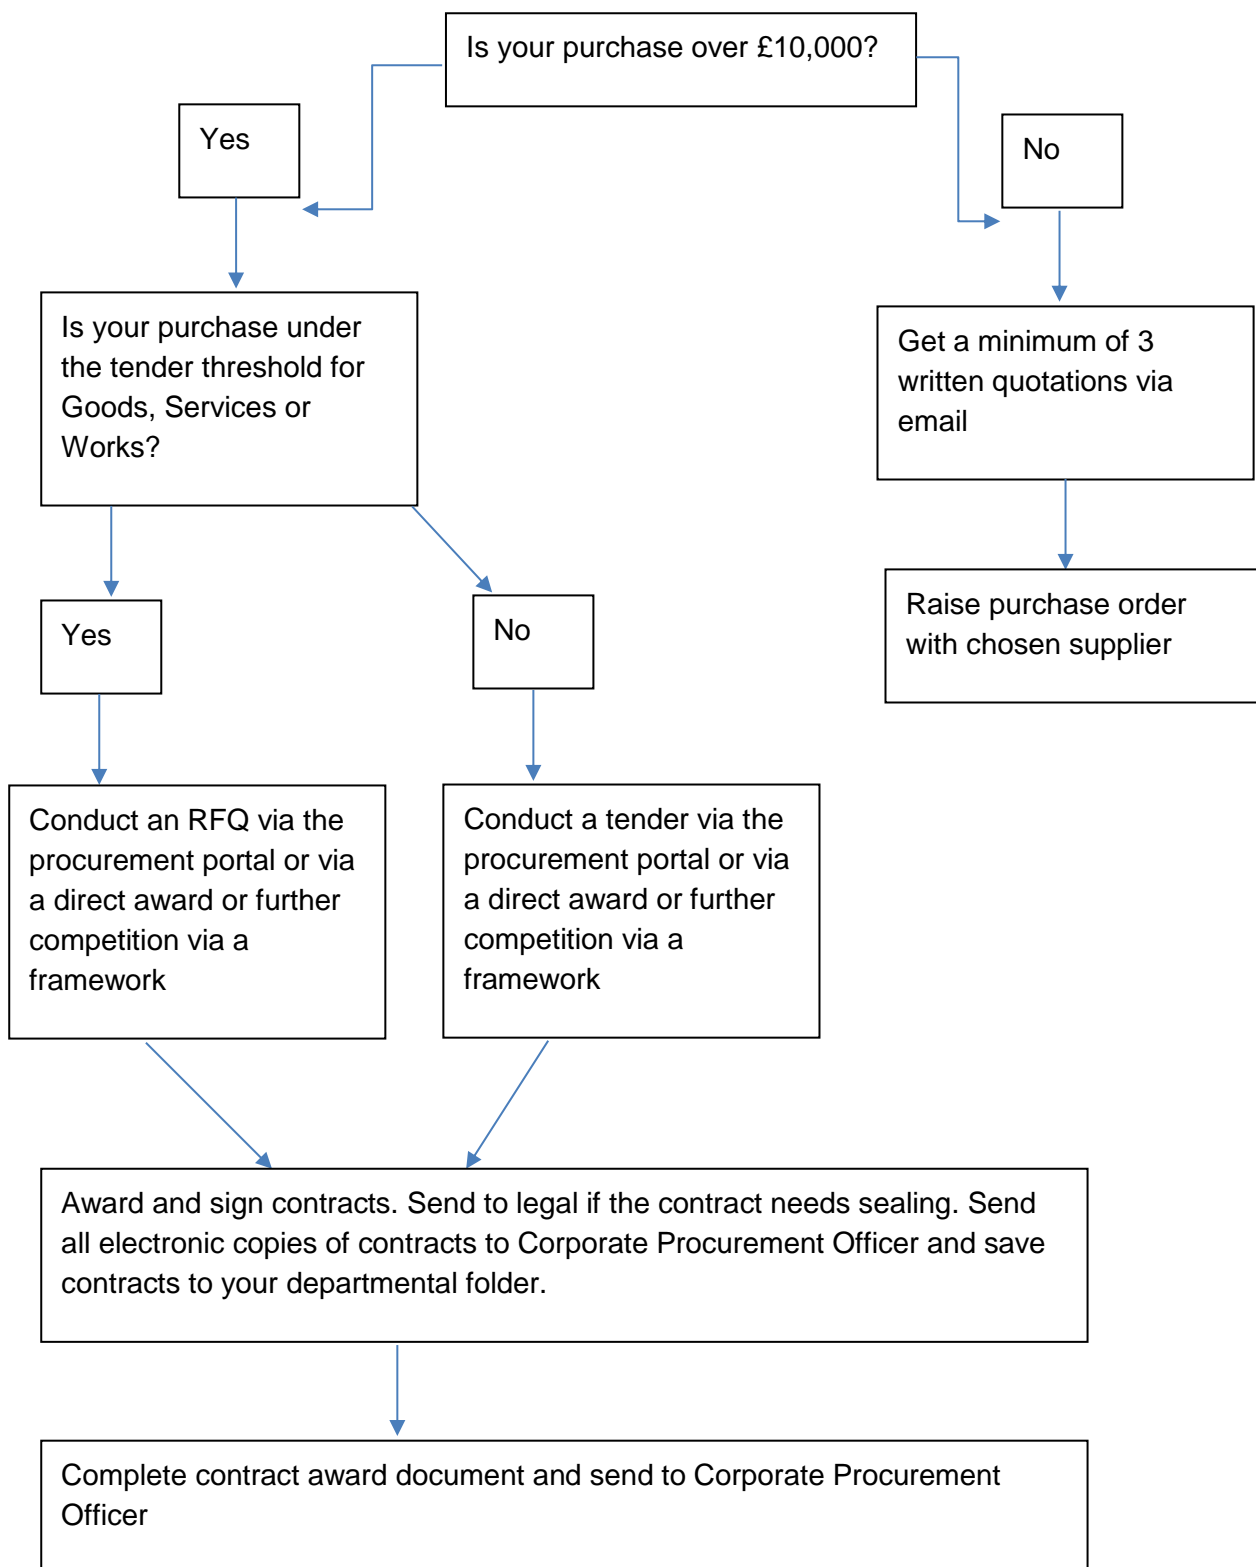 Is your purchase over £10,000?
Yes
No
Is your purchase under
the tender threshold for
Goods, Services or
Works?
Get a minimum of 3
written quotations via
email
Yes
No
Raise purchase order
with chosen supplier
Conduct an RFQ via the
procurement portal or via
a direct award or further
competition via a
framework
Conduct a tender via the
procurement portal or via
a direct award or further
competition via a
framework
Award and sign contracts. Send to legal if the contract needs sealing. Send
all electronic copies of contracts to Corporate Procurement Officer and save
contracts to your departmental folder.
Complete contract award document and send to Corporate Procurement
Officer